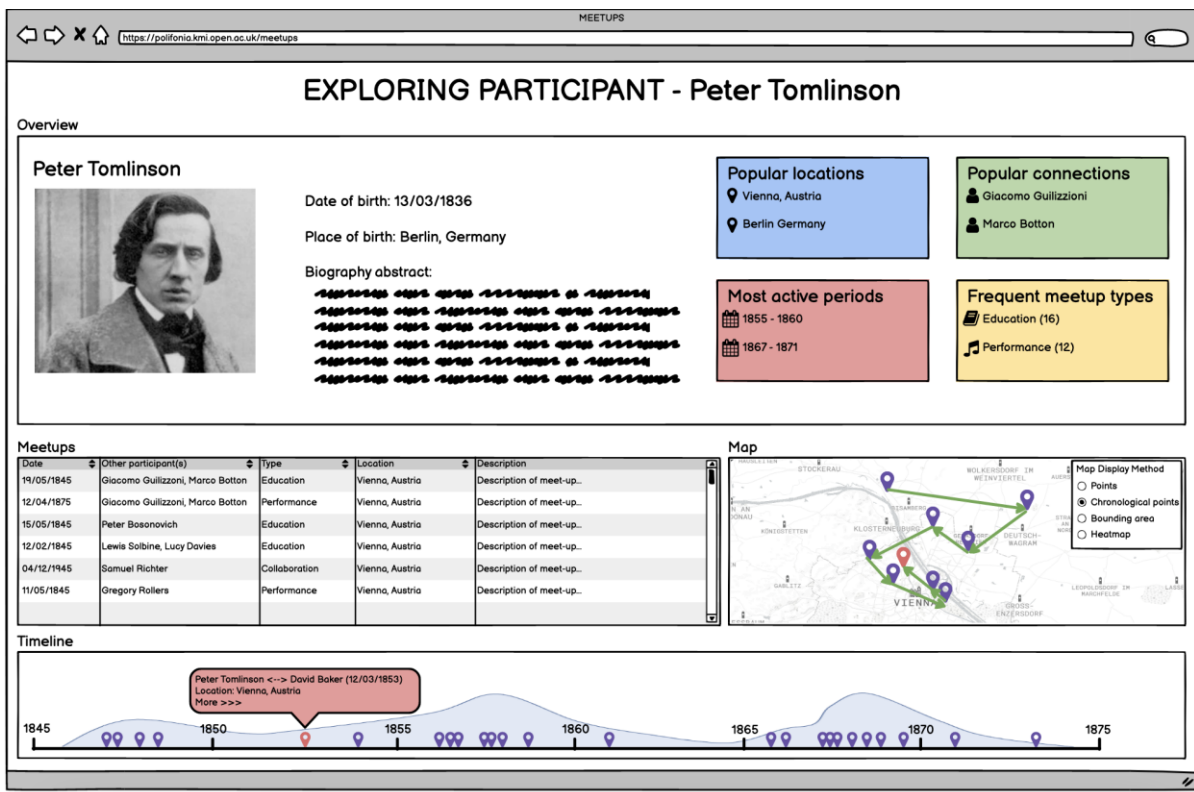 MEETUPS
https://polifonia.kmi.open.ac.uk/meetups
EXPLORING PARTICIPANT - Peter Tomlinson
Overview
Peter Tomlinson
Date of birth: 13/03/1836
Place of birth: Berlin, Germany
Biography abstract:
Popular locations
Vienna, Austria
Berlin Germany
Popular connections
Giacomo Guilizzioni
Marco Botton
Most active periods
1855 - 1860
1867 - 1871
Frequent meetup types
Education (16)
Performance (12)
Meetups
Date Other participant(s) Type Location Description
19/05/1845 Giacomo Guilizzoni, Marco Botton Education Vienna, Austria Description of meet-up...
12/04/1875 Giacomo Guilizzoni, Marco Botton Performance Vienna, Austria Description of meet-up...
15/05/1845 Peter Bosonovich Education Vienna, Austria Description of meet-up...
12/02/1845 Lewis Solbine, Lucy Davies Education Vienna, Austria Description of meet-up...
04/12/1945 Samuel Richter Collaboration Vienna, Austria Description of meet-up...
11/05/1845 Gregory Rollers Performance Vienna, Austria Description of meet-up...
Map
STOCKERAU
WOLKERSDORF IM
WEINVIERTEL
KÖNIGSTETTEN
KLOSTERNEUBURG
DEUTSCH-
WAGRAM
GABLITZ
VIENNA
GROSS-
ENZERSDORF
LEOPOLDSDORF IM
MARCHFELDE
Map Display Method
Points
Chronological points
Bounding area
Heatmap
Timeline
Peter Tomlinson <--> David Baker (12/03/1853)
Location: Vienna, Austria
More >>>
1845 1850 1855 1860 1865 1870 1875